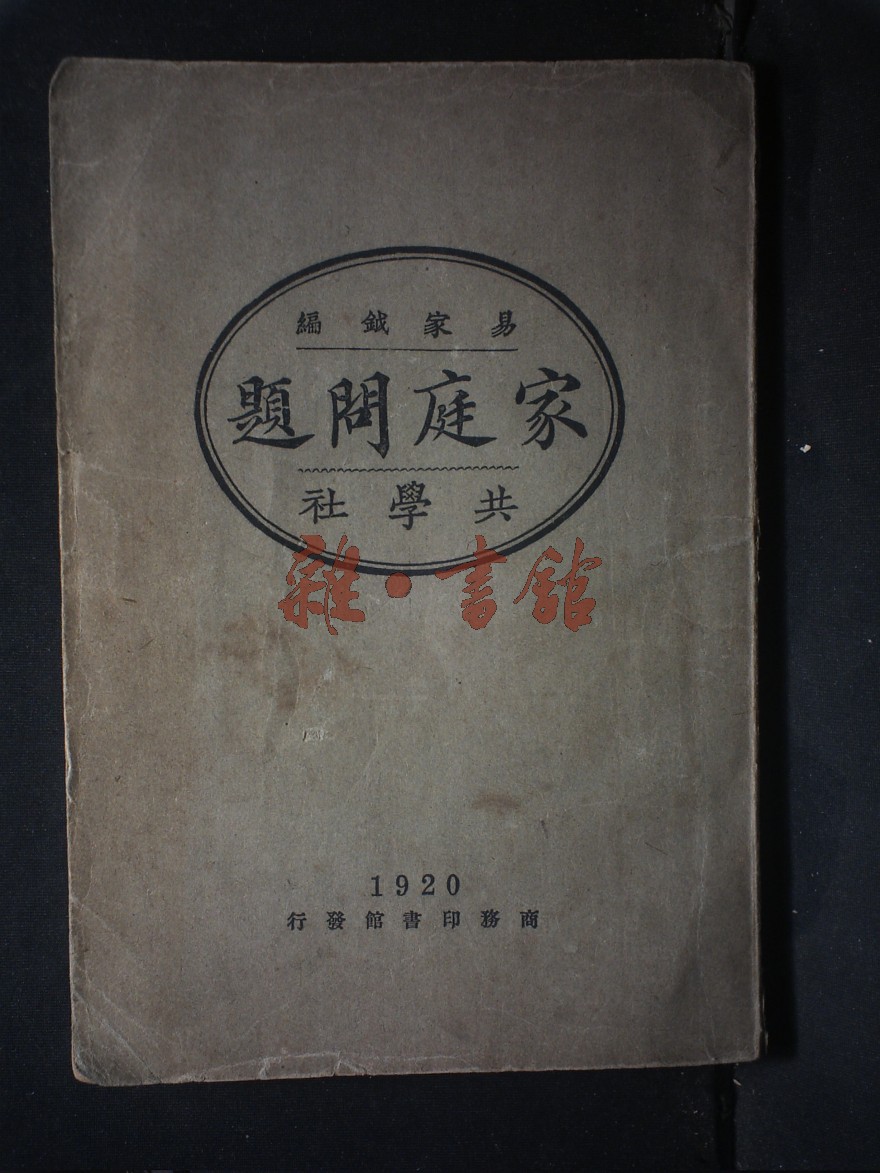 易家鉞編
家庭問題
共學社
雜·書館
1920
商務印書館發行